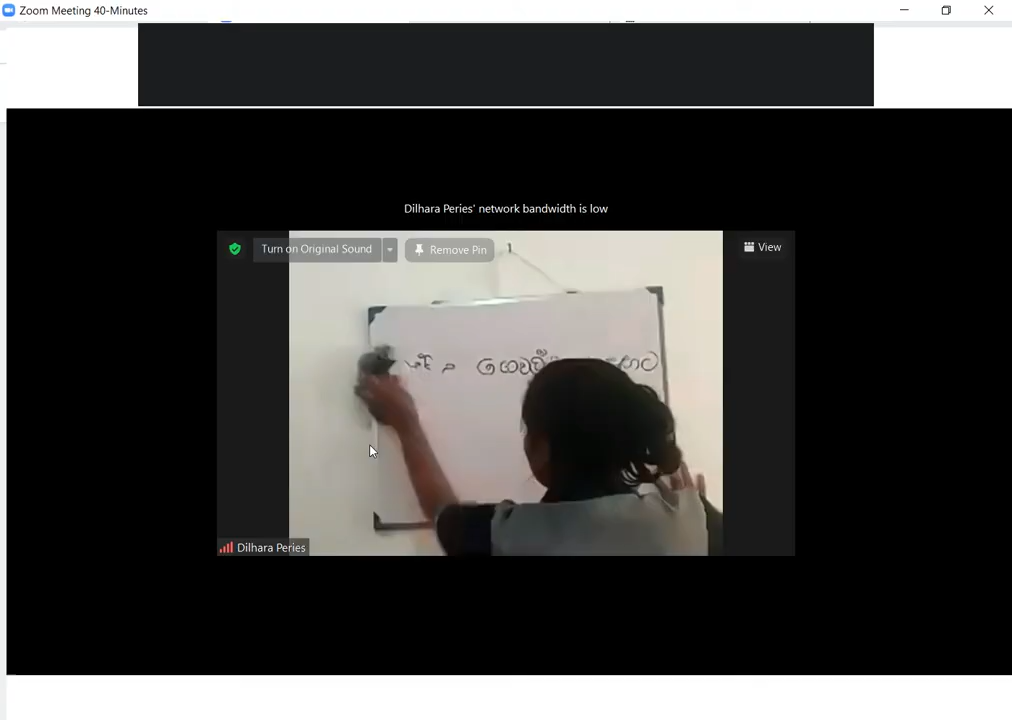 Zoom Meeting 40-Minutes
Dilhara Peries' network bandwidth is low
Turn on Original Sound
Remove Pin
View
Dilhara Peries